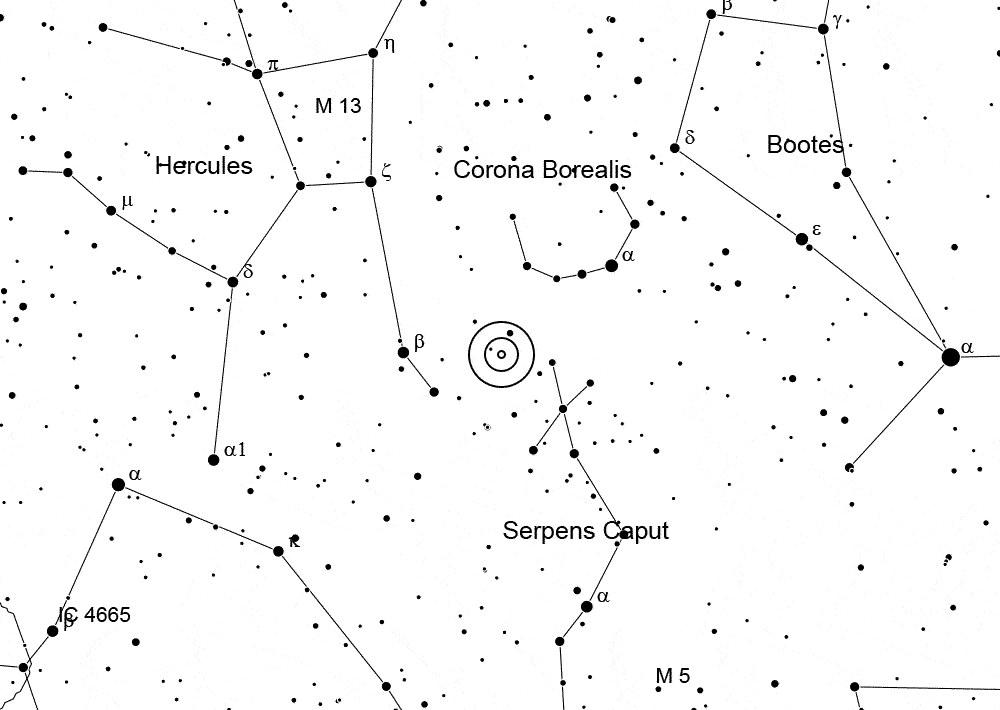 β
γ
η
π
M 13
δ
Bootes
Hercules
Corona Borealis
ζ
μ
ε
α
δ
β
α
α1
α
Serpens Caput
κ
α
IC 4665
β
M 5